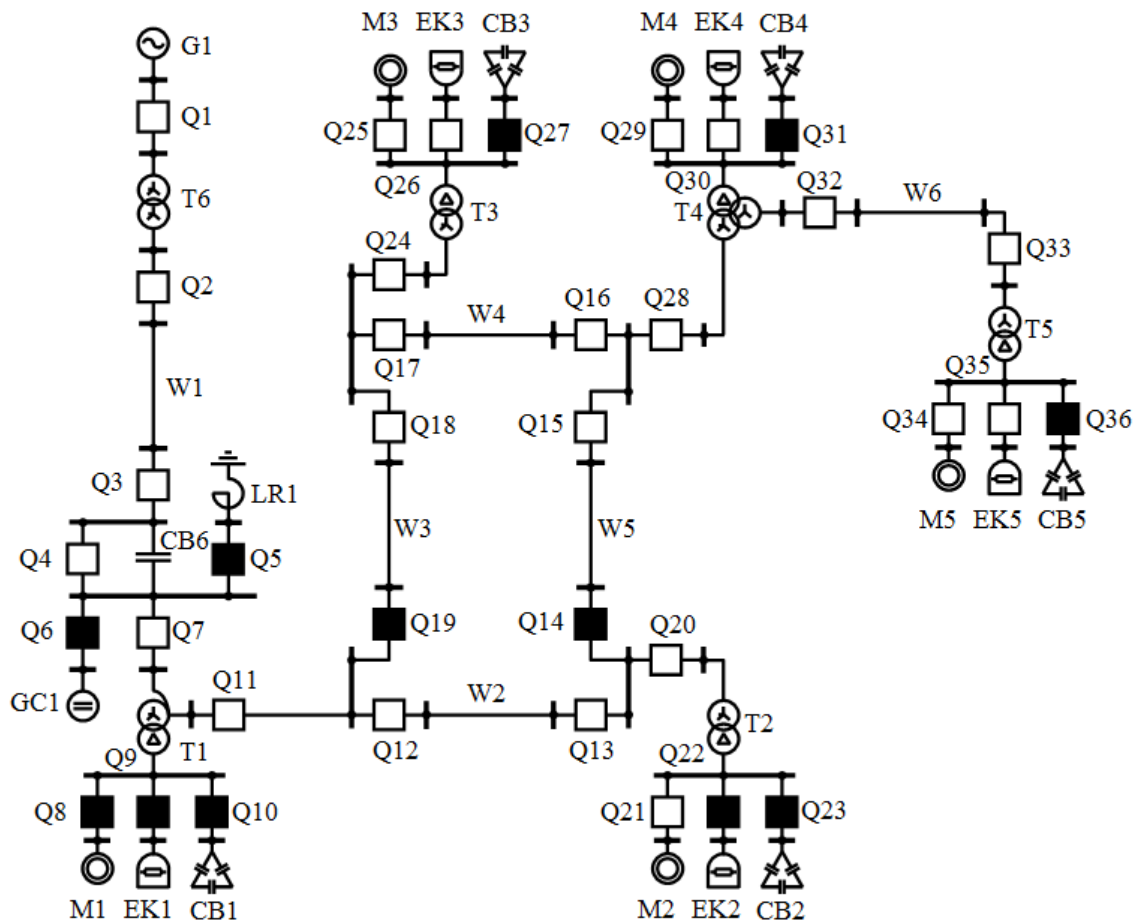 M3 EK3 CB3 M4 EK4 CB4
G1
Q1 Q25 Q27 Q29 Q31
Q26 Q30 Q32
T6 T3 T4 W6
Q24 Q33
Q2 Q16 Q28
W4 T5
Q17 Q35
W1
Q18 Q15 Q34 Q36
Q3 LR1
M5 EK5 CB5
W3 W5
CB6
Q4 Q5
Q6 Q7 Q19 Q14 Q20
Q11
GC1 W2
T2
Q12 Q13
Q9 T1 Q22
Q8 Q10 Q21 Q23
M1 EK1 CB1 M2 EK2 CB2